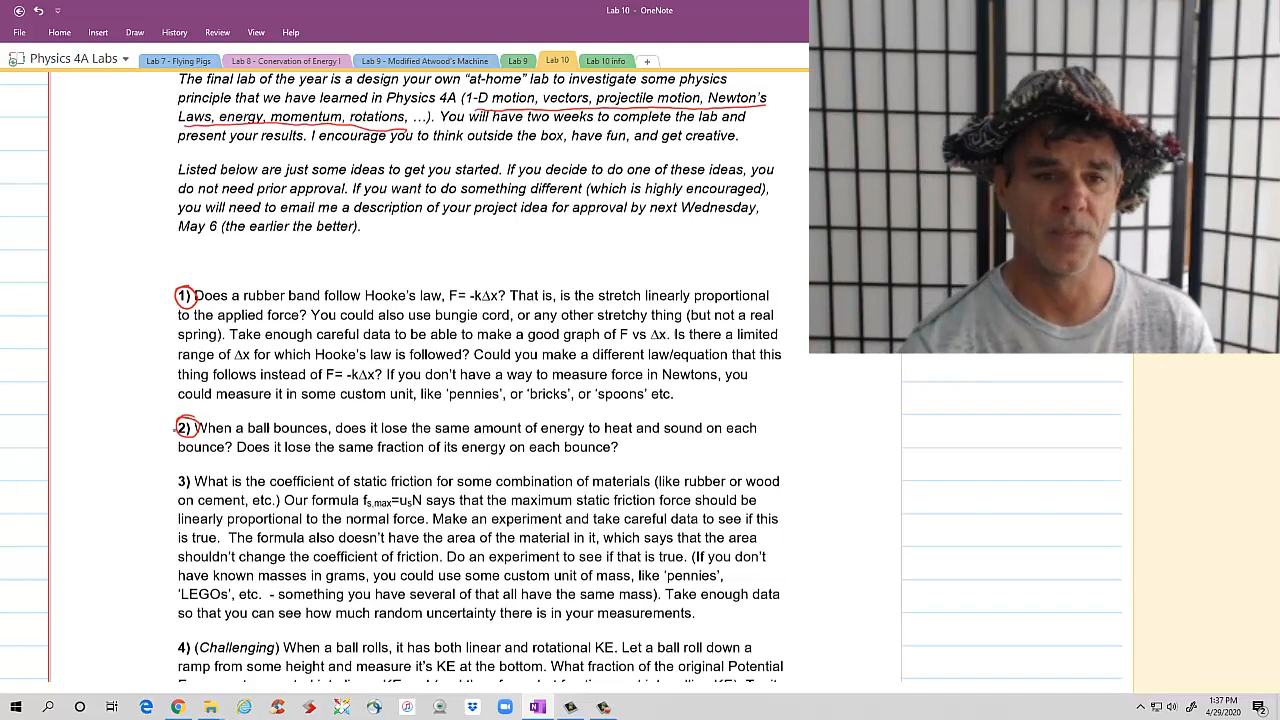 Lab 10 - OneNote
File Home Insert Draw History Review View Help
Physics 4A Labs Lab 7 - Flying Pigs Lab 8 - Conervation of Energy I Lab 9 - Modified Atwood's Machine Lab 9 Lab 10 Lab 10 info +
The final lab of the year is a design your own “at-home” lab to investigate some physics
principle that we have learned in Physics 4A (1-D motion, vectors, projectile motion, Newton’s
Laws, energy, momentum, rotations, …). You will have two weeks to complete the lab and
present your results. I encourage you to think outside the box, have fun, and get creative.
Listed below are just some ideas to get you started. If you decide to do one of these ideas, you
do not need prior approval. If you want to do something different (which is highly encouraged),
you will need to email me a description of your project idea for approval by next Wednesday,
May 6 (the earlier the better).
1) Does a rubber band follow Hooke’s law, F= -kΔx? That is, is the stretch linearly proportional
to the applied force? You could also use bungie cord, or any other stretchy thing (but not a real
spring). Take enough careful data to be able to make a good graph of F vs Δx. Is there a limited
range of Δx for which Hooke’s law is followed? Could you make a different law/equation that this
thing follows instead of F= -kΔx? If you don’t have a way to measure force in Newtons, you
could measure it in some custom unit, like ‘pennies’, or ‘bricks’, or ‘spoons’ etc.
2) When a ball bounces, does it lose the same amount of energy to heat and sound on each
bounce? Does it lose the same fraction of its energy on each bounce?
3) What is the coefficient of static friction for some combination of materials (like rubber or wood
on cement, etc.) Our formula fs,max=usN says that the maximum static friction force should be
linearly proportional to the normal force. Make an experiment and take careful data to see if this
is true. The formula also doesn’t have the area of the material in it, which says that the area
shouldn’t change the coefficient of friction. Do an experiment to see if that is true. (If you don’t
have known masses in grams, you could use some custom unit of mass, like ‘pennies’,
‘LEGOs’, etc. - something you have several of that all have the same mass). Take enough data
so that you can see how much random uncertainty there is in your measurements.
4) (Challenging) When a ball rolls, it has both linear and rotational KE. Let a ball roll down a
ramp from some height and measure it’s KE at the bottom. What fraction of the original Potential
1:37 PM
4/29/2020